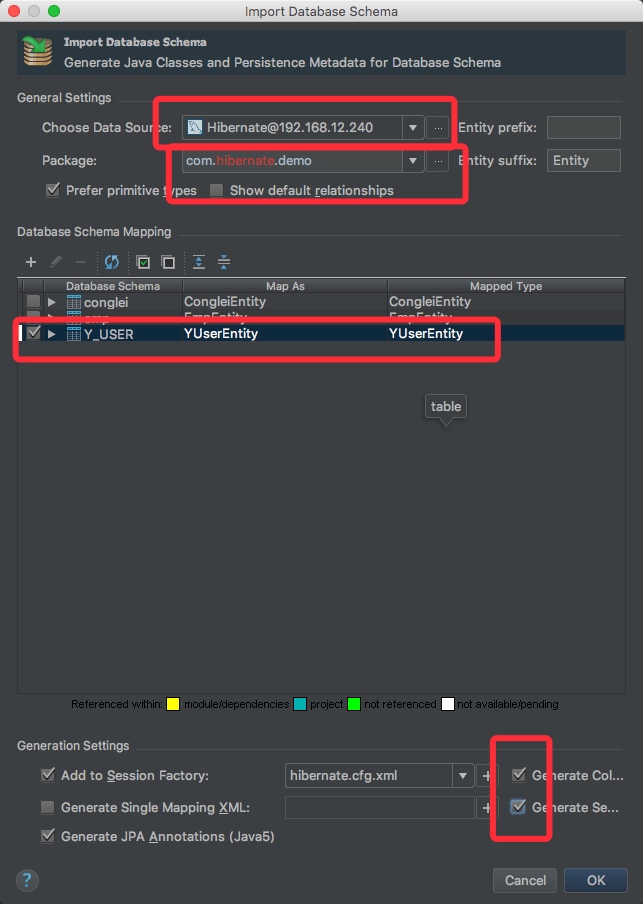 Import Database Schema
Import Database Schema
Generate Java Classes and Persistence Metadata for Database Schema
General Settings
Choose Data Source: Hibernate@192.168.12.240 ... Entity prefix:
Package: com.hibernate.demo ... Entity suffix: Entity
Prefer primitive types Show default relationships
Database Schema Mapping
Database Schema Map As Mapped Type
conglei CongleiEntity CongleiEntity
emp EmpEntity EmpEntity
Y_USER YUserEntity YUserEntity
table
Referenced within: module/dependencies project not referenced not available/pending
Generation Settings
Add to Session Factory: hibernate.cfg.xml Generate Col...
Generate Single Mapping XML: Generate Se...
Generate JPA Annotations (Java5)
? Cancel OK